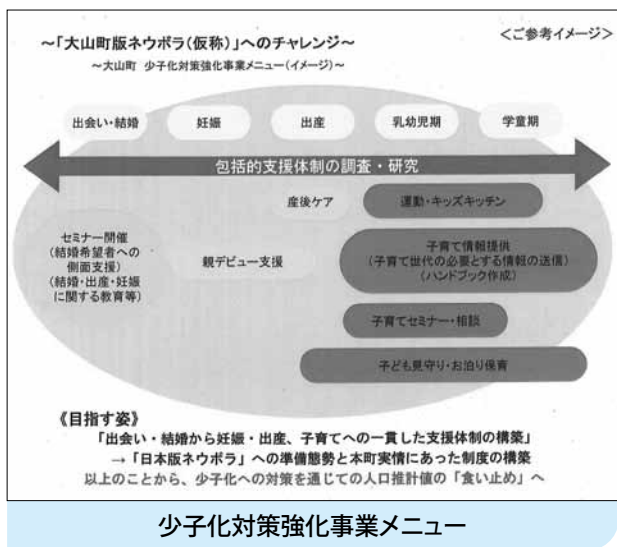 ~「大山町版ネウボラ(仮称)」へのチャレンジ~
<ご参考イメージ>
~大山町 少子化対策強化事業メニュー(イメージ)~
出会い・結婚
妊娠
出産
乳幼児期
学童期
包括的支援体制の調査・研究
産後ケア
運動・キッズキッチン
セミナー開催
(結婚希望者への
側面支援)
(結婚・出産・妊娠
に関する教育等)
親デビュー支援
子育て情報提供
(子育て世代の必要とする情報の送信)
(ハンドブック作成)
子育てセミナー・相談
子ども見守り・お泊り保育
《目指す姿》
「出会い・結婚から妊娠・出産、子育てへの一貫した支援体制の構築」
→「日本版ネウボラ」への準備態勢と本町実情にあった制度の構築
以上のことから、少子化への対策を通じての人口推計値の「食い止め」へ
少子化対策強化事業メニュー